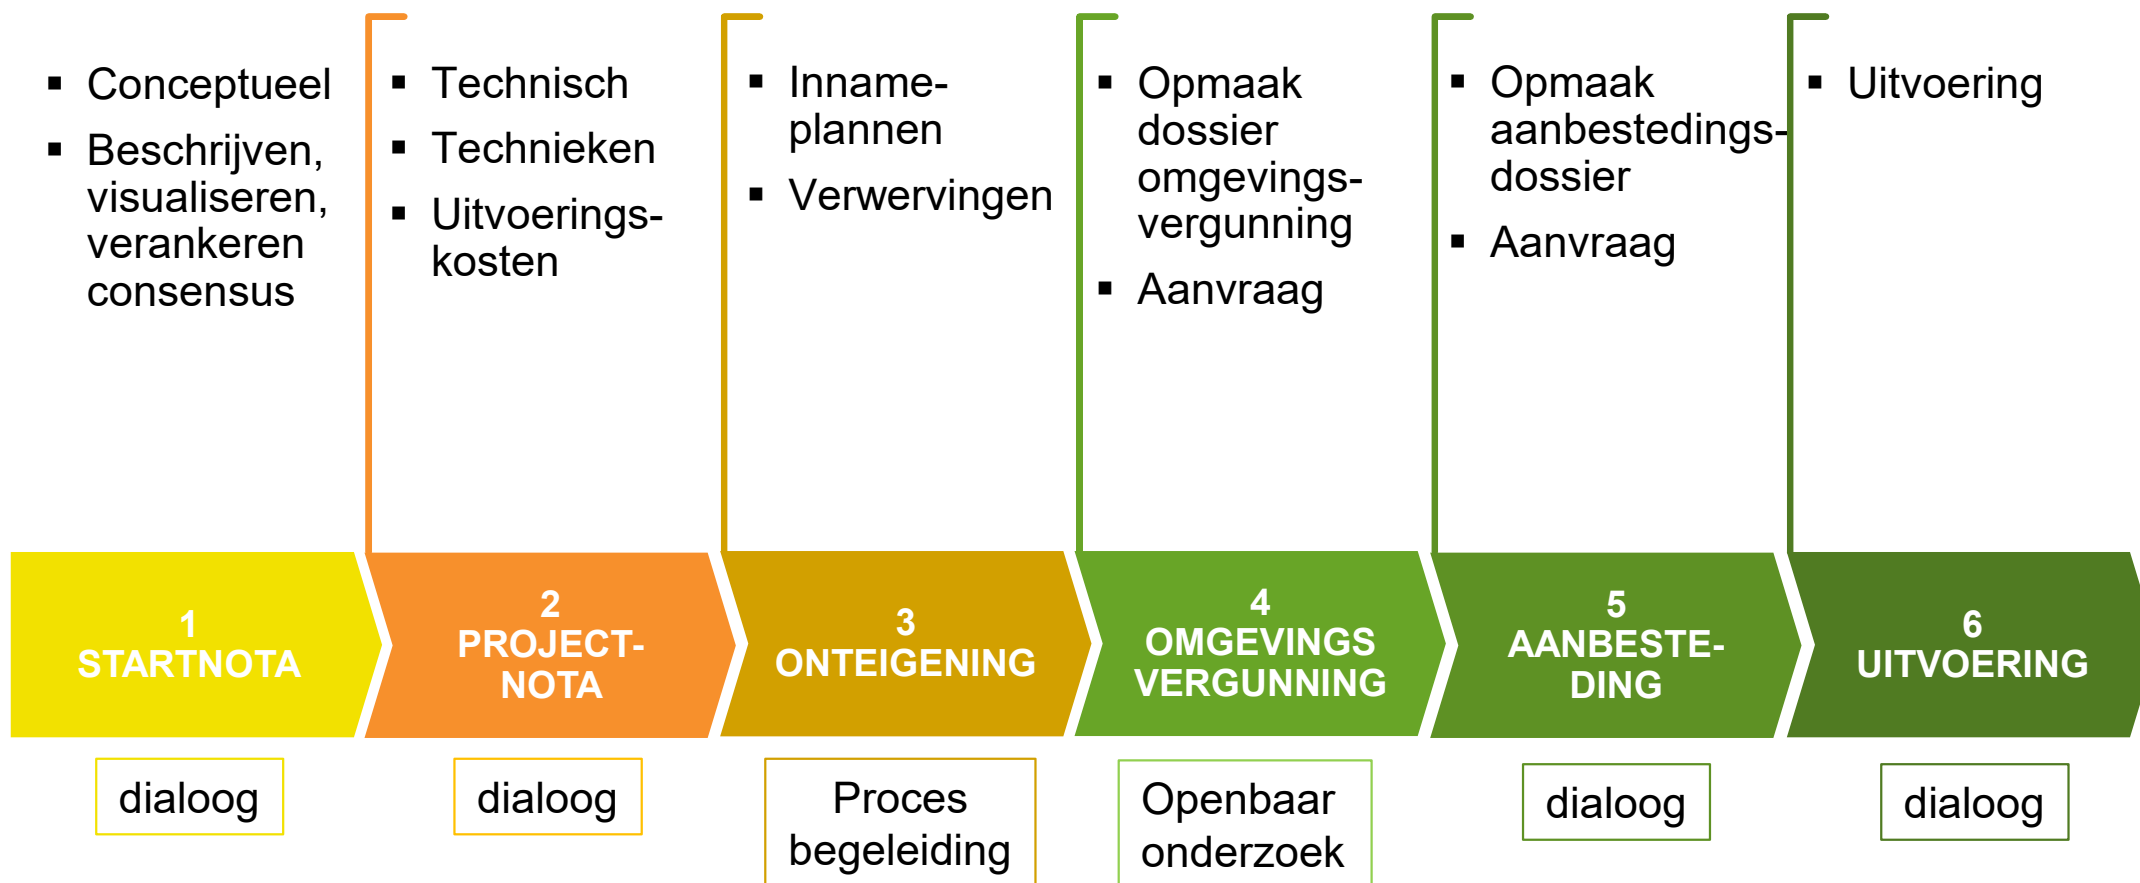 Conceptueel
Beschrijven,
visualiseren,
verankeren
consensus
Technisch
Technieken
Uitvoerings-
kosten
Inname-
plannen
Verwervingen
Opmaak
dossier
omgevings-
vergunning
Aanvraag
Opmaak
aanbestedings-
dossier
Aanvraag
Uitvoering
1
STARTNOTA
2
PROJECT-
NOTA
3
ONTEIGENING
4
OMGEVINGS
VERGUNNING
5
AANBESTE-
DING
6
UITVOERING
dialoog
dialoog
Proces
begeleiding
Openbaar
onderzoek
dialoog
dialoog